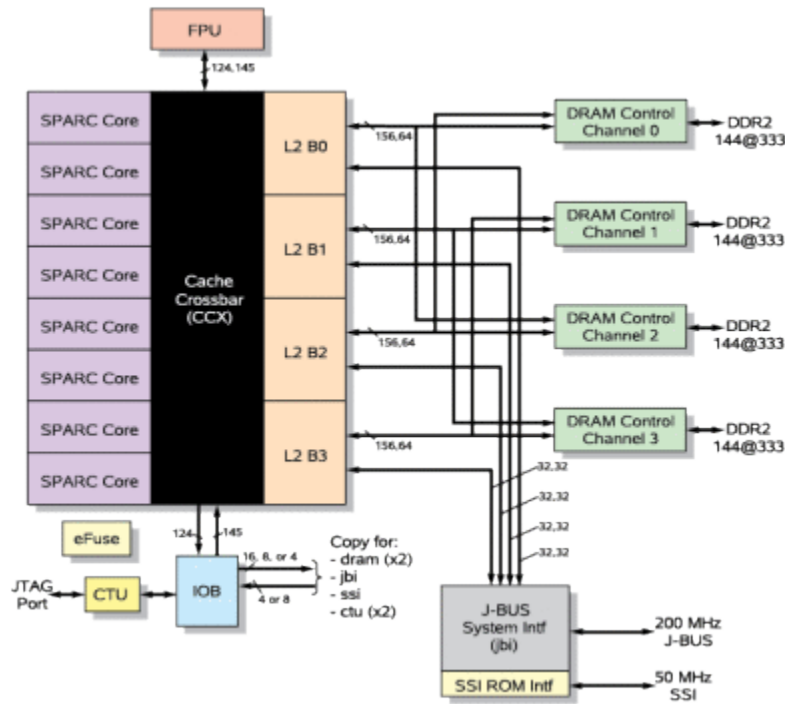 FPU
124,145
SPARC Core
SPARC Core
SPARC Core
SPARC Core
SPARC Core
SPARC Core
SPARC Core
SPARC Core
Cache
Crossbar
(CCX)
L2 B0
L2 B1
L2 B2
L2 B3
156,64
156,64
156,64
156,64
DRAM Control
Channel 0
DDR2
144@333
DRAM Control
Channel 1
DDR2
144@333
DRAM Control
Channel 2
DDR2
144@333
DRAM Control
Channel 3
DDR2
144@333
32,32
32,32
32,32
32,32
124
145
eFuse
JTAG
Port
CTU
IOB
16, 8, or 4
4 or 8
Copy for:
- dram (x2)
- jbi
- ssi
- ctu (x2)
J-BUS
System Intf
(jbi)
SSI ROM Intf
200 MHz
J-BUS
50 MHz
SSI